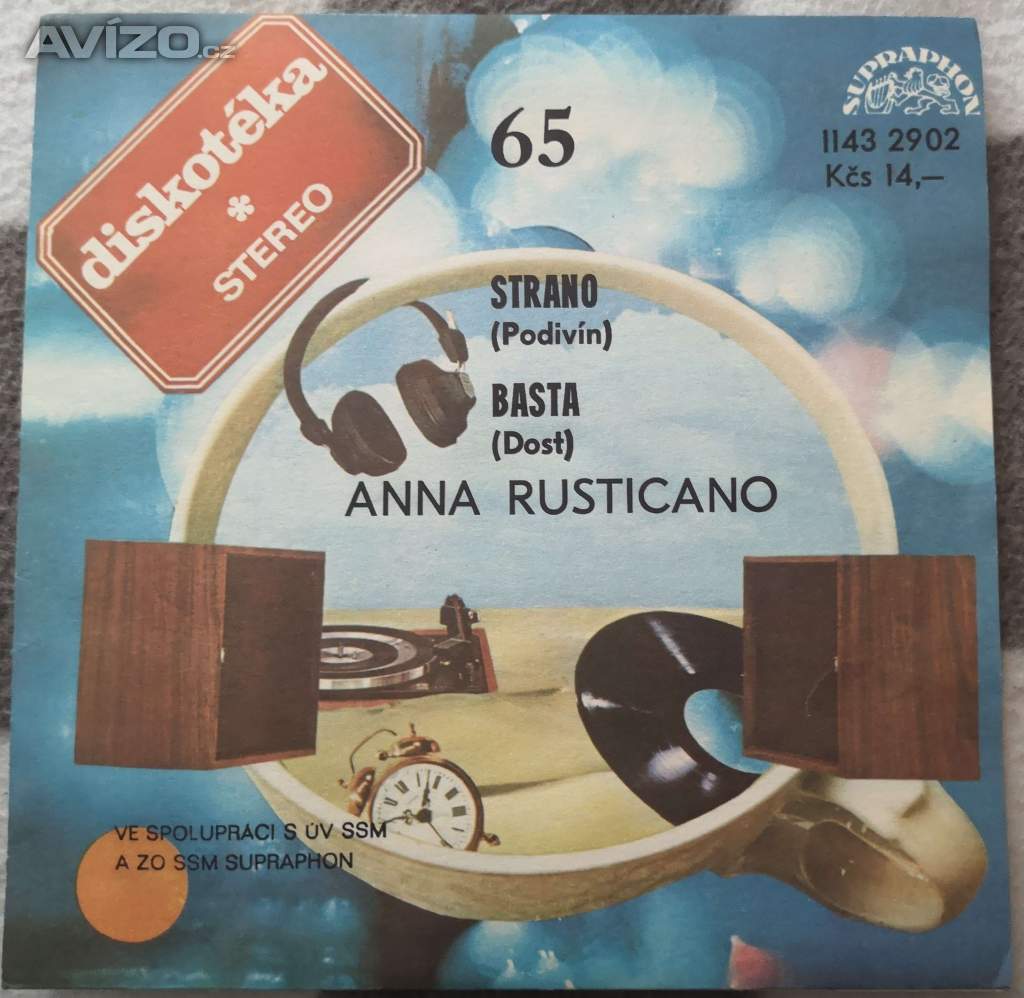 AVÍZO.cz
diskotéka
*
STEREO
65
SUPRAPHON
1143 2902
Kčs 14,—
STRANO
(Podivín)
BASTA
(Dost)
ANNA RUSTICANO
VE SPOLUPRÁCI S ÚV SSM
A ZO SSM SUPRAPHON